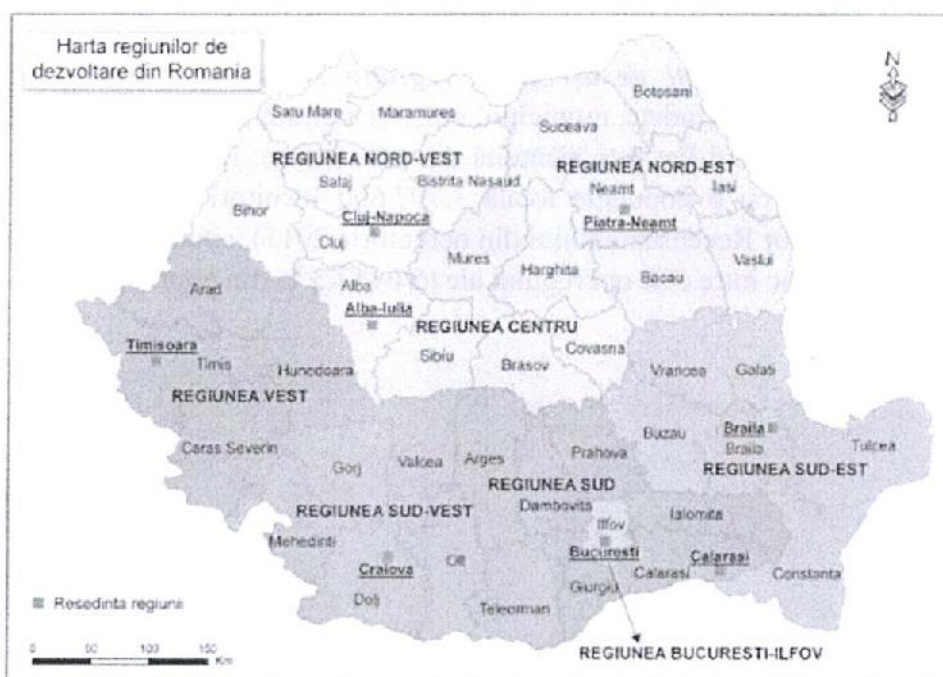 Harta regiunilor de
dezvoltare din Romania
N
Botosani
Satu Mare
Maramures
Suceava
REGIUNEA NORD-VEST
REGIUNEA NORD-EST
Salaj
Bistrita Nasaud
Neamt
Iasi
Bihor
Cluj-Napoca
Piatra-Neamt
Cluj
Mures
Harghita
Bacau
Vaslui
Arad
Alba
Alba-Iulia
REGIUNEA CENTRU
Timisoara
Timis
Hunedoara
Sibiu
Brasov
Covasna
Vrancea
Galati
REGIUNEA VEST
Caras Severin
Gorj
Valcea
Arges
Prahova
Buzau
Braila
Braila
Tulcea
REGIUNEA SUD-EST
REGIUNEA SUD
REGIUNEA SUD-VEST
Dambovita
Ilfov
Ialomita
Mehedinti
Craiova
Olt
Bucuresti
Calarasi
Calarasi
Constanta
Dolj
Teleorman
Giurgiu
Resedinta regiunii
0 50 100 150
Km
REGIUNEA BUCURESTI-ILFOV